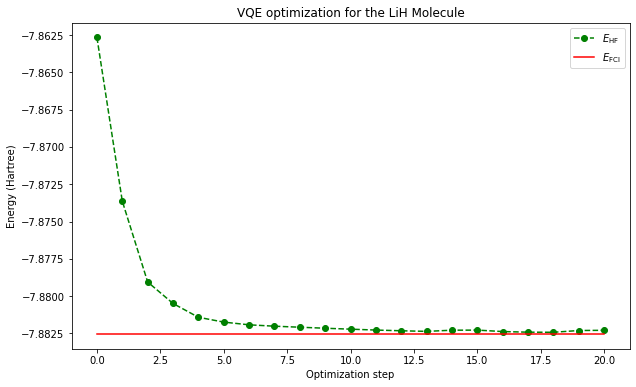 VQE optimization for the LiH Molecule
E_HF
E_FCI
Energy (Hartree)
−7.8625
−7.8650
−7.8675
−7.8700
−7.8725
−7.8750
−7.8775
−7.8800
−7.8825
0.0 2.5 5.0 7.5 10.0 12.5 15.0 17.5 20.0
Optimization step